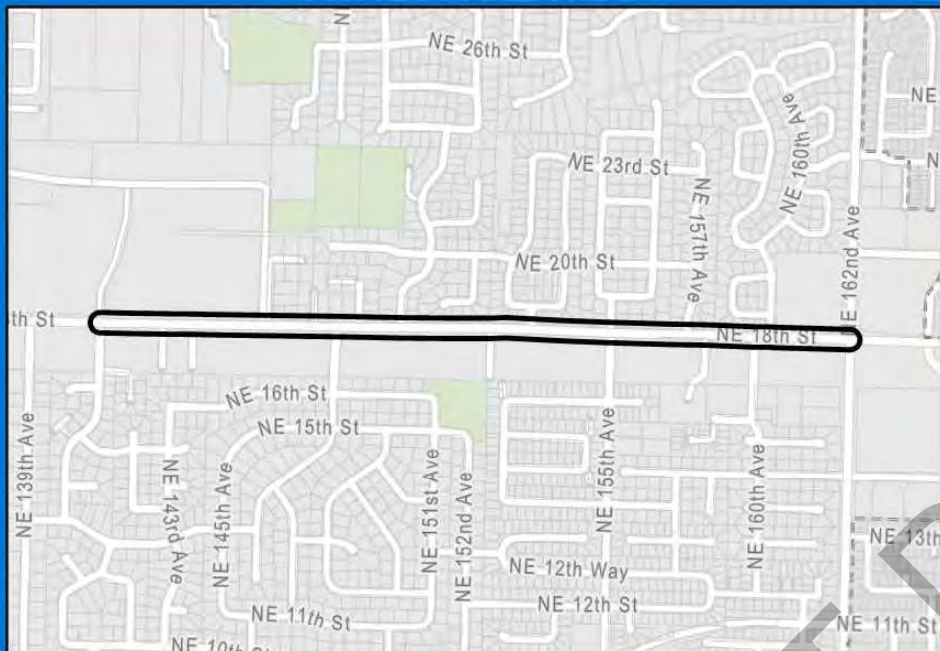 NE 26th St
NE
NE 23rd St
NE 160th Ave
NE 157th Ave
NE 162nd Ave
NE 20th St
NE 18th St
NE 16th St
NE 15th St
NE 139th Ave
NE 143rd Ave
NE 145th Ave
NE 151st Ave
NE 152nd Ave
NE 155th Ave
NE 160th Ave
NE 13th
NE 12th Way
NE 12th St
NE 11th St
NE 11th St